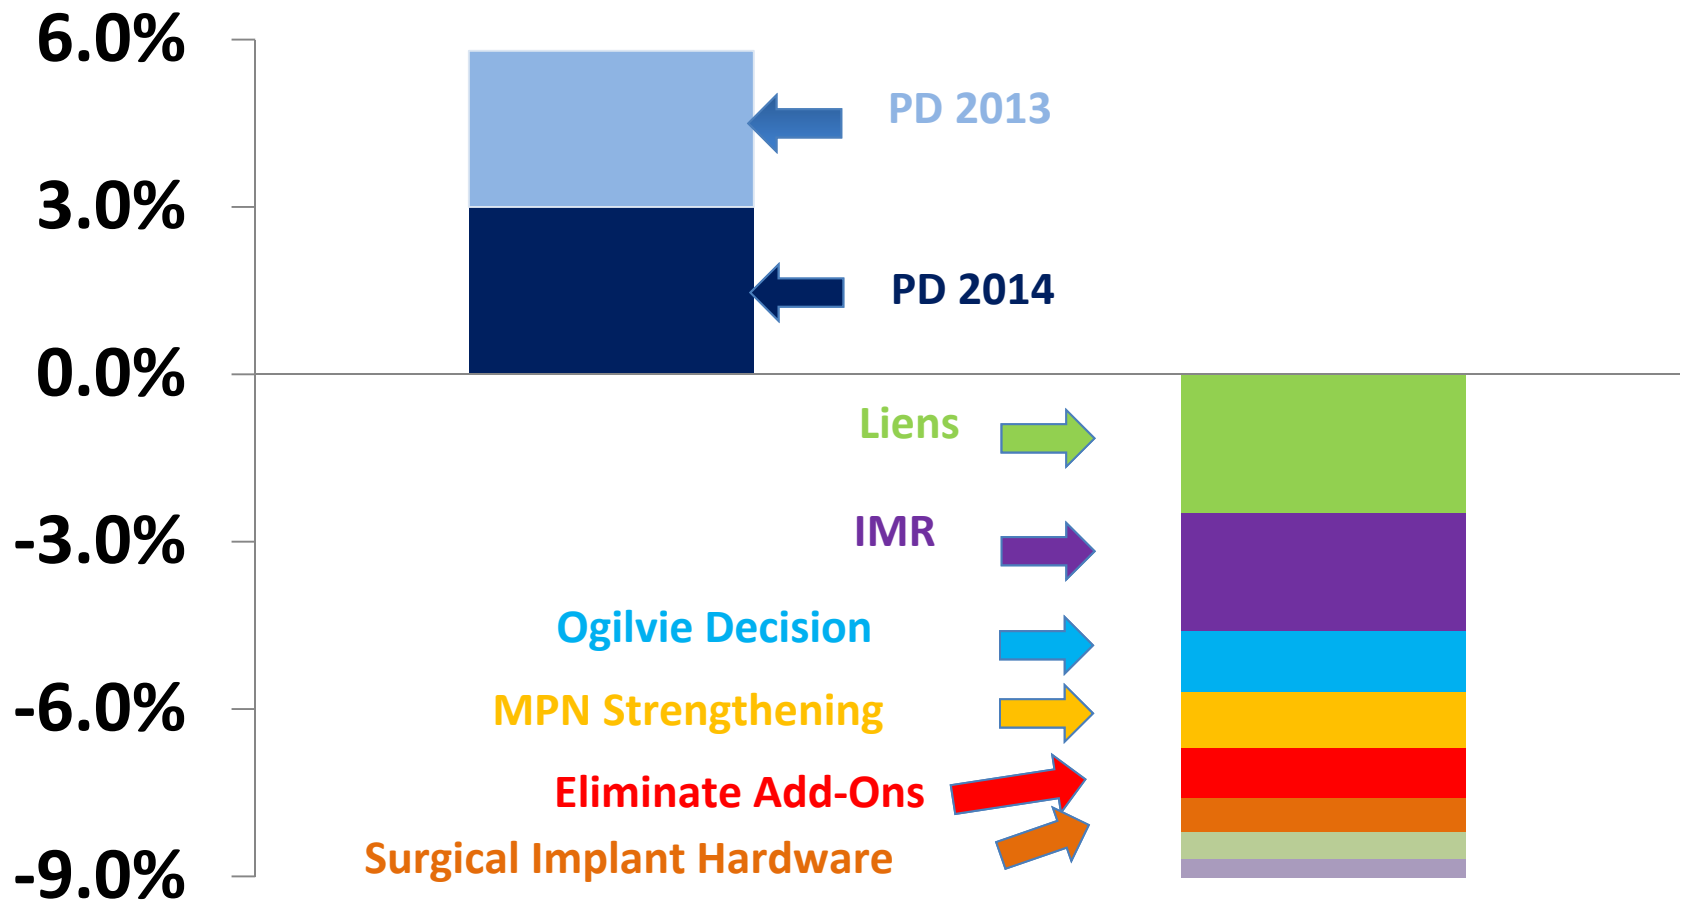 6.0%
PD 2013
3.0%
PD 2014
0.0%
Liens
-3.0%
IMR
Ogilvie Decision
-6.0%
MPN Strengthening
Eliminate Add-Ons
Surgical Implant Hardware
-9.0%